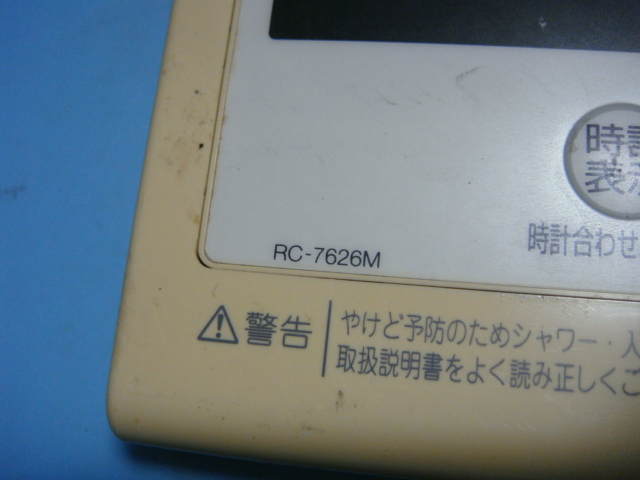 時計
表示
時計合わせ
RC-7626M
⚠警告
やけど予防のためシャワー・入
取扱説明書をよく読み正しくご